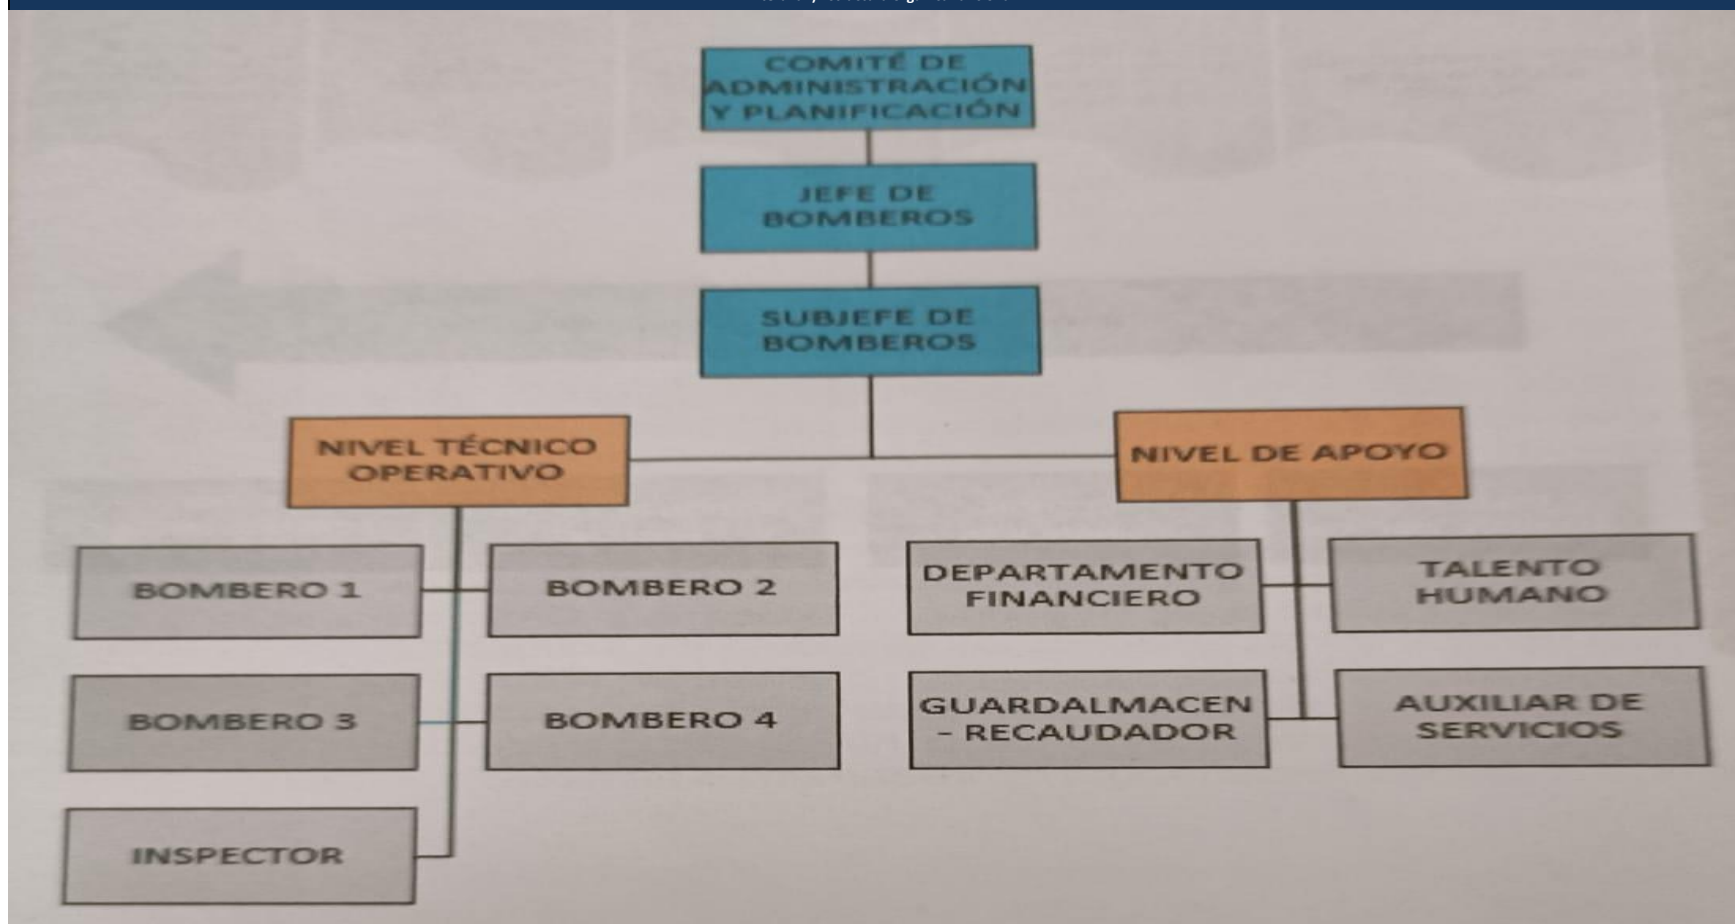 COMITÉ DE
ADMINISTRACIÓN
Y PLANIFICACIÓN
JEFE DE
BOMBEROS
SUBJEFE DE
BOMBEROS
NIVEL TÉCNICO
OPERATIVO
NIVEL DE APOYO
BOMBERO 1
BOMBERO 2
DEPARTAMENTO
FINANCIERO
TALENTO
HUMANO
BOMBERO 3
BOMBERO 4
GUARDALMACEN
- RECAUDADOR
AUXILIAR DE
SERVICIOS
INSPECTOR